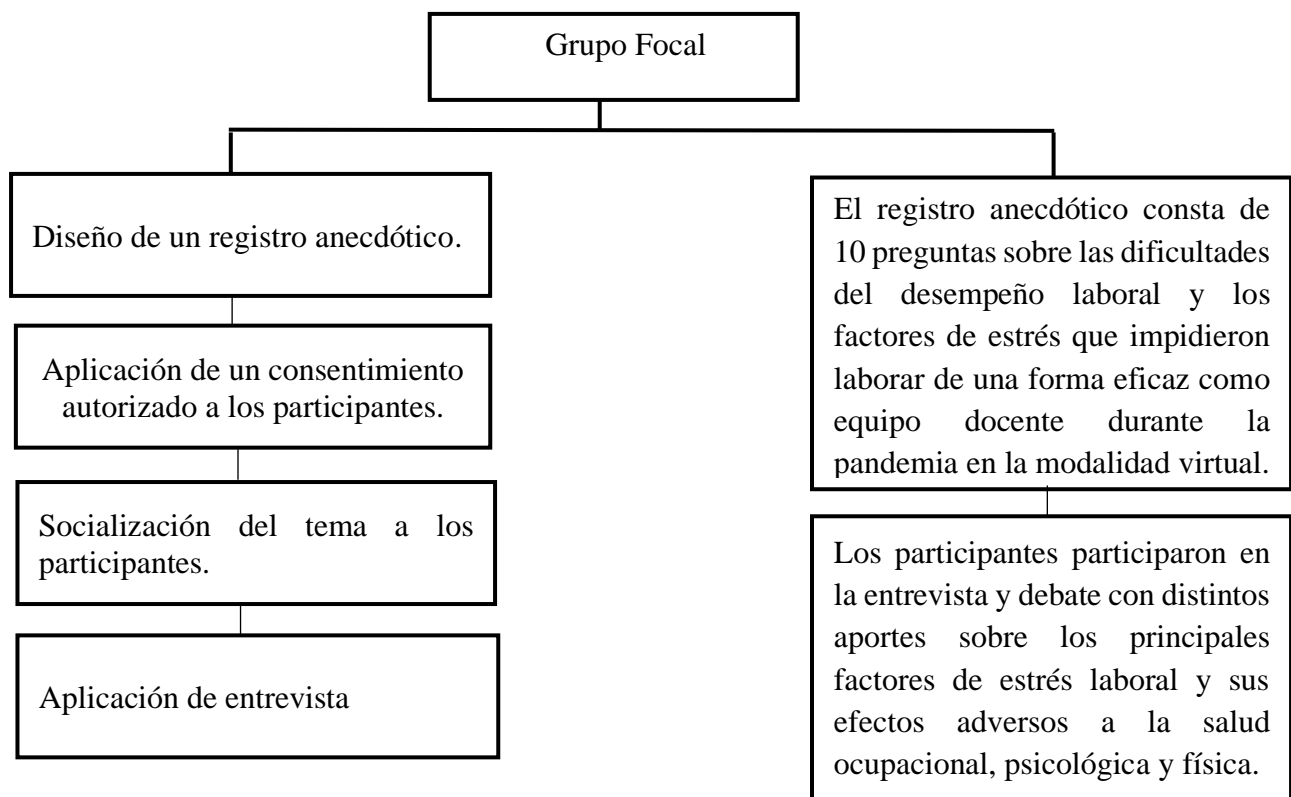 Grupo Focal
Diseño de un registro anecdótico.
Aplicación de un consentimiento
autorizado a los participantes.
Socialización del tema a los
participantes.
Aplicación de entrevista
El registro anecdótico consta de
10 preguntas sobre las dificultades
del desempeño laboral y los
factores de estrés que impidieron
laborar de una forma eficaz como
equipo docente durante la
pandemia en la modalidad virtual.
Los participantes participaron en
la entrevista y debate con distintos
aportes sobre los principales
factores de estrés laboral y sus
efectos adversos a la salud
ocupacional, psicológica y física.